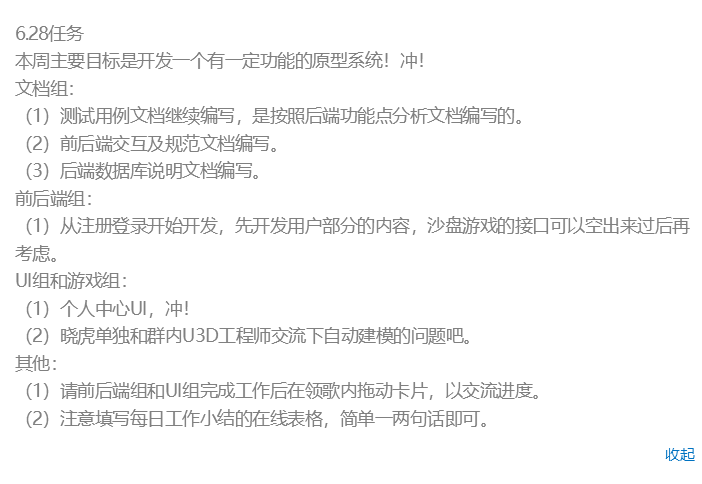 6.28任务
本周主要目标是开发一个有一定功能的原型系统！冲！
文档组：
（1）测试用例文档继续编写，是按照后端功能点分析文档编写的。
（2）前后端交互及规范文档编写。
（3）后端数据库说明文档编写。
前后端组：
（1）从注册登录开始开发，先开发用户部分的内容，沙盘游戏的接口可以空出来过后再
考虑。
UI组和游戏组：
（1）个人中心UI，冲！
（2）晓虎单独和群内U3D工程师交流下自动建模的问题吧。
其他：
（1）请前后端组和UI组完成工作后在领歌内拖动卡片，以交流进度。
（2）注意填写每日工作小结的在线表格，简单一两句话即可。
收起